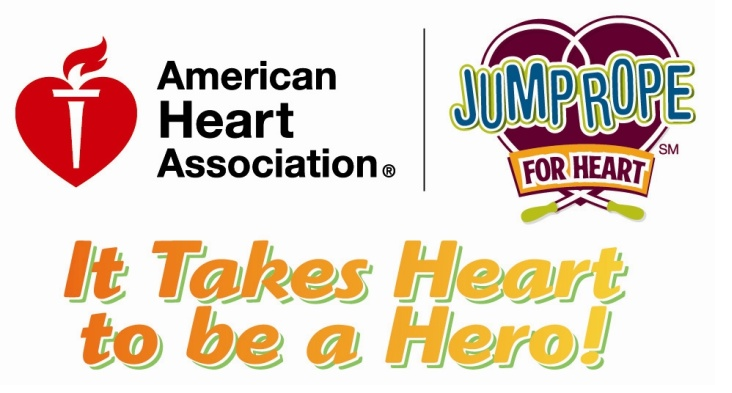 American
Heart
Association®
JUMP ROPE
FOR HEART
SM
It Takes Heart
to be a Hero!